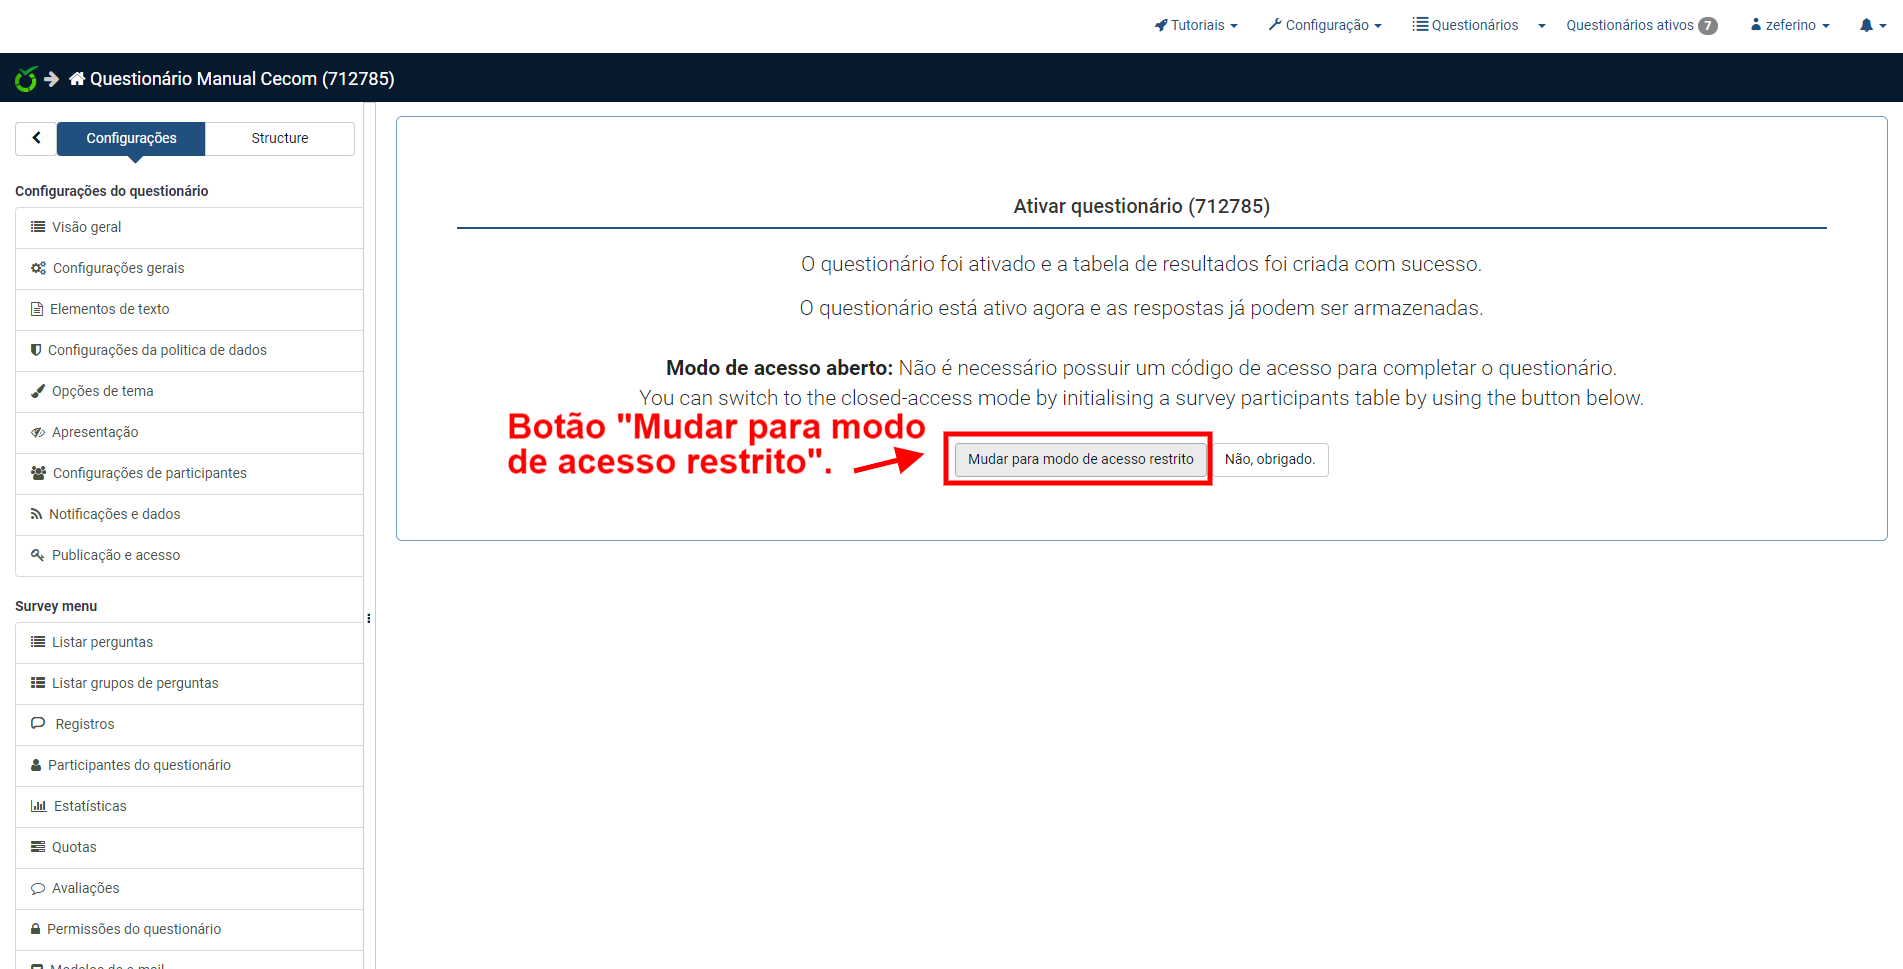 Tutoriais
Configuração
Questionários
Questionários ativos 7
zeferino
Questionário Manual Cecom (712785)
Configurações
Structure
Configurações do questionário
Visão geral
Configurações gerais
Elementos de texto
Configurações da politica de dados
Opções de tema
Apresentação
Configurações de participantes
Notificações e dados
Publicação e acesso
Survey menu
Listar perguntas
Listar grupos de perguntas
Registros
Participantes do questionário
Estatísticas
Quotas
Avaliações
Permissões do questionário
Modelos de e-mail
Ativar questionário (712785)
O questionário foi ativado e a tabela de resultados foi criada com sucesso.
O questionário está ativo agora e as respostas já podem ser armazenadas.
Modo de acesso aberto: Não é necessário possuir um código de acesso para completar o questionário.
You can switch to the closed-access mode by initialising a survey participants table by using the button below.
Botão "Mudar para modo
de acesso restrito".
Mudar para modo de acesso restrito
Não, obrigado.